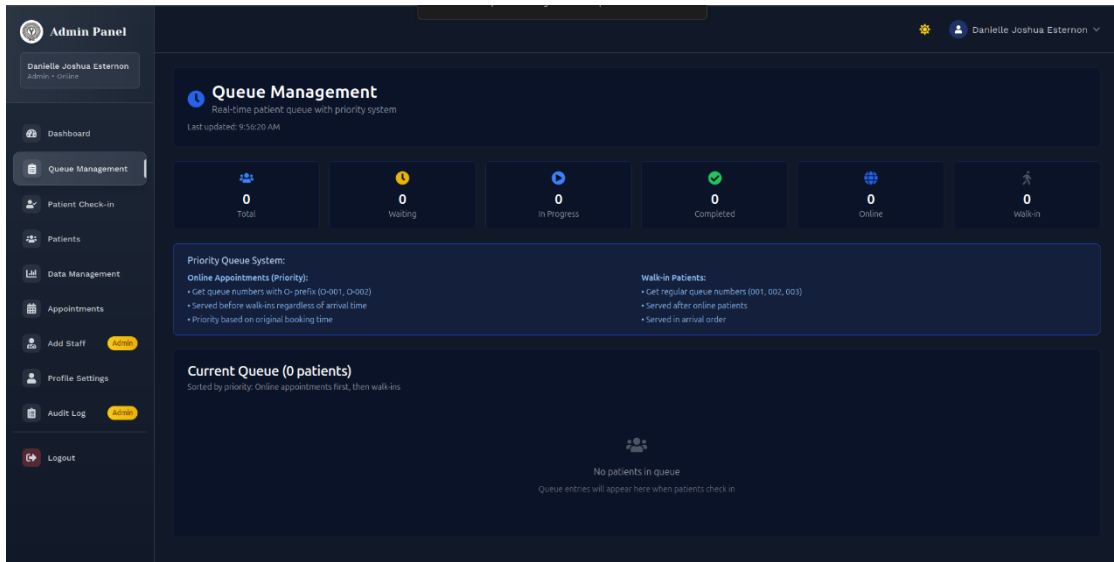 Admin Panel
Danielle Joshua Esternon
Admin • Online
Dashboard
Queue Management
Patient Check-in
Patients
Data Management
Appointments
Add Staff Admin
Profile Settings
Audit Log Admin
Logout
Danielle Joshua Esternon
Queue Management
Real-time patient queue with priority system
Last updated: 9:56:20 AM
0
Total
0
Waiting
0
In Progress
0
Completed
0
Online
0
Walk-in
Priority Queue System:
Online Appointments (Priority):
• Get queue numbers with O- prefix (O-001, O-002)
• Served before walk-ins regardless of arrival time
• Priority based on original booking time
Walk-in Patients:
• Get regular queue numbers (001, 002, 003)
• Served after online patients
• Served in arrival order
Current Queue (0 patients)
Sorted by priority: Online appointments first, then walk-ins
No patients in queue
Queue entries will appear here when patients check in